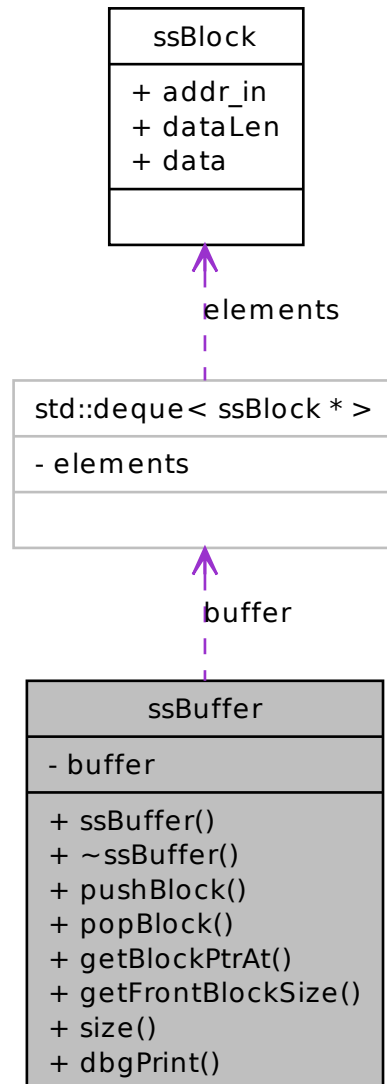 ssBlock
+ addr_in
+ dataLen
+ data
elements
std::deque< ssBlock * >
- elements
buffer
ssBuffer
- buffer
+ ssBuffer()
+ ~ssBuffer()
+ pushBlock()
+ popBlock()
+ getBlockPtrAt()
+ getFrontBlockSize()
+ size()
+ dbgPrint()